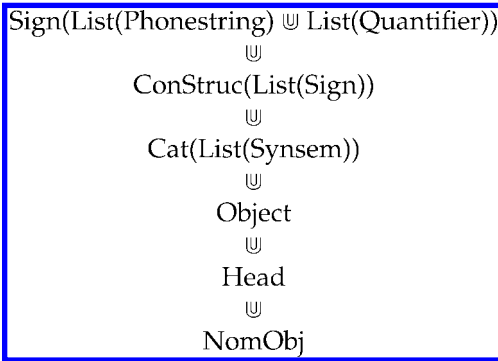 Sign(List(Phonestring) ⋓ List(Quantifier))
⋓
ConStruc(List(Sign))
⋓
Cat(List(Synsem))
⋓
Object
⋓
Head
⋓
NomObj